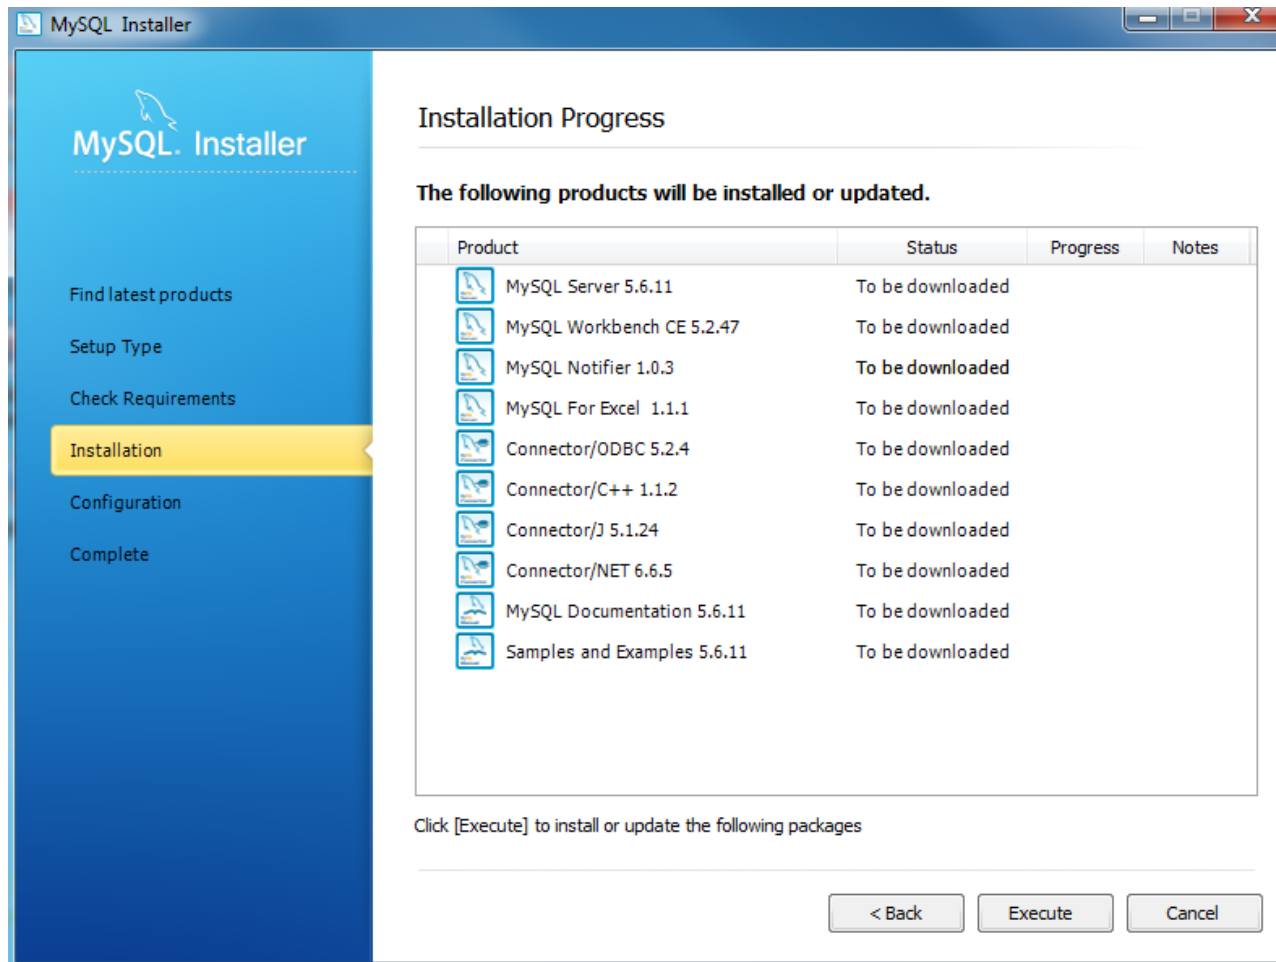 MySQL Installer
MySQL. Installer
Find latest products
Setup Type
Check Requirements
Installation
Configuration
Complete
Installation Progress
The following products will be installed or updated.
Product Status Progress Notes
MySQL Server 5.6.11 To be downloaded
MySQL Workbench CE 5.2.47 To be downloaded
MySQL Notifier 1.0.3 To be downloaded
MySQL For Excel 1.1.1 To be downloaded
Connector/ODBC 5.2.4 To be downloaded
Connector/C++ 1.1.2 To be downloaded
Connector/J 5.1.24 To be downloaded
Connector/NET 6.6.5 To be downloaded
MySQL Documentation 5.6.11 To be downloaded
Samples and Examples 5.6.11 To be downloaded
Click [Execute] to install or update the following packages
< Back Execute Cancel